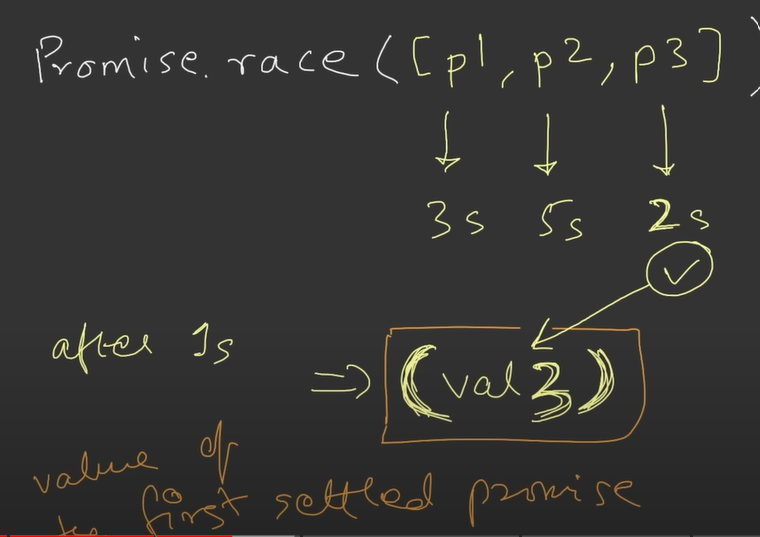 Promise.race([p1, p2, p3])
3s 5s 2s
after 1s
=> (val3)
value of
first settled promise